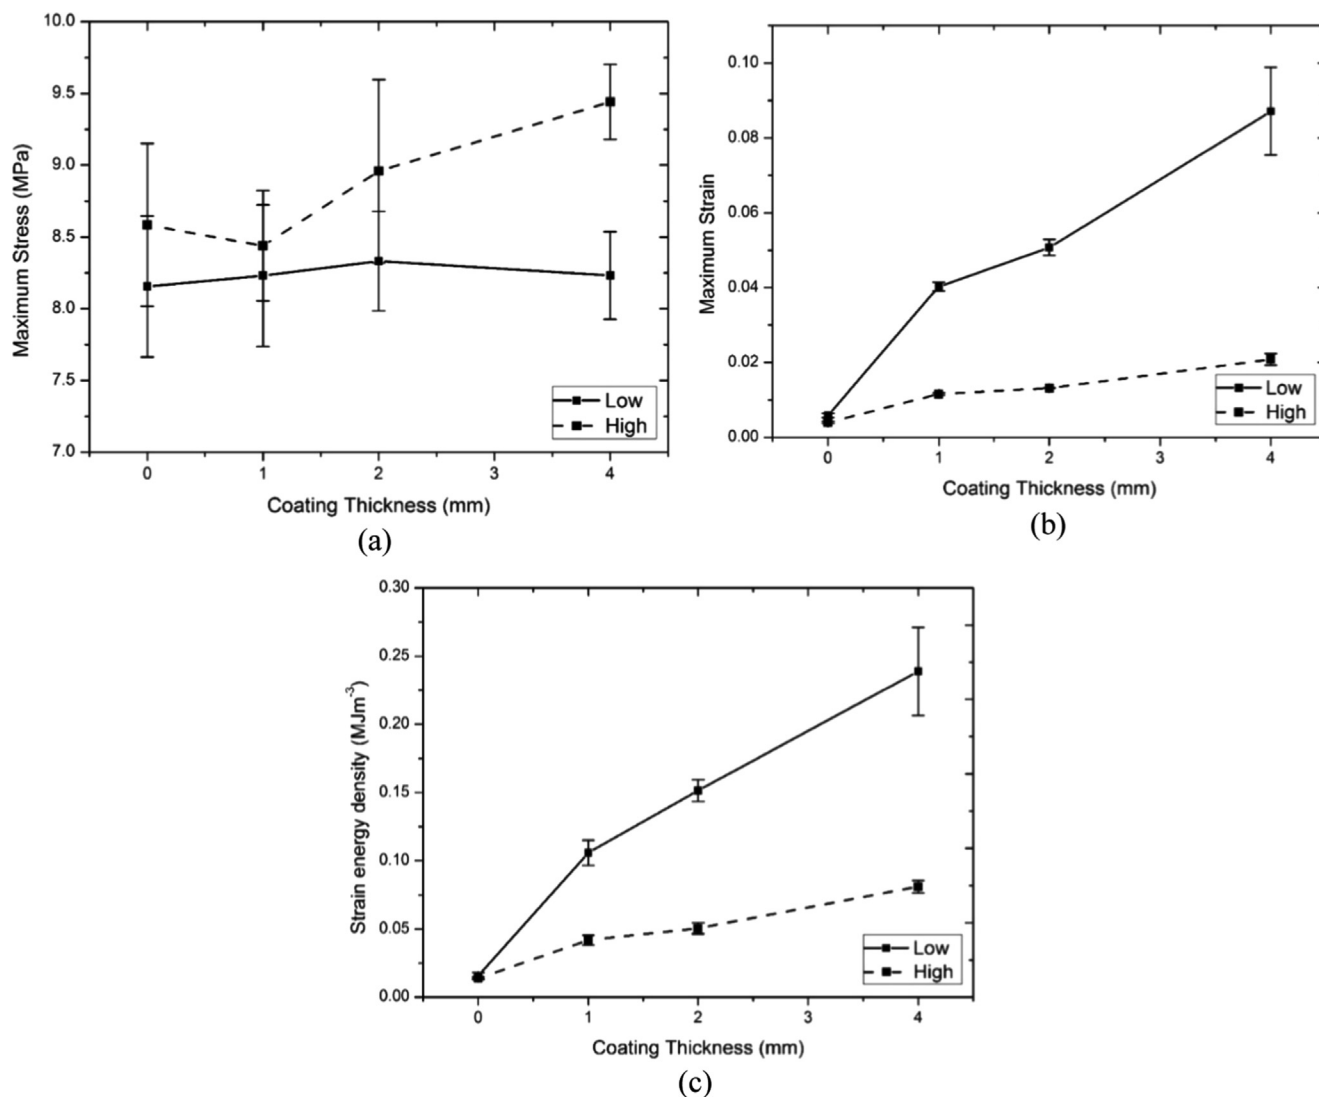 10.0
9.5
9.0
8.5
8.0
7.5
7.0
Maximum Stress (MPa)
0 1 2 3 4
Coating Thickness (mm)
Low
High
(a)
0.10
0.08
0.06
0.04
0.02
0.00
Maximum Strain
0 1 2 3 4
Coating Thickness (mm)
Low
High
(b)
0.30
0.25
0.20
0.15
0.10
0.05
0.00
Strain energy density (MJm⁻³)
0 1 2 3 4
Coating Thickness (mm)
Low
High
(c)